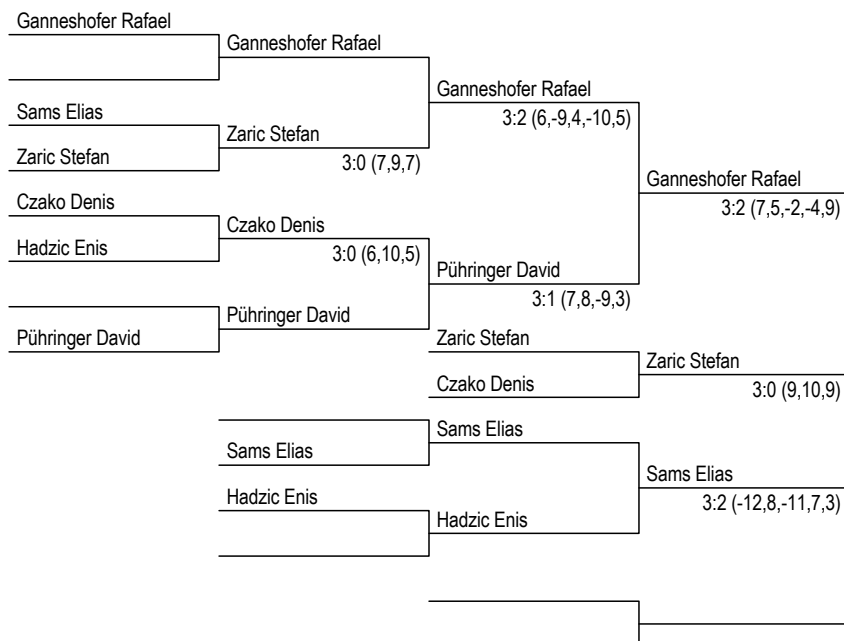 Ganneshofer Rafael
Ganneshofer Rafael
Ganneshofer Rafael
3:2 (6,-9,4,-10,5)
Sams Elias
Zaric Stefan
3:0 (7,9,7)
Zaric Stefan
Ganneshofer Rafael
3:2 (7,5,-2,-4,9)
Czako Denis
Czako Denis
3:0 (6,10,5)
Hadzic Enis
Pühringer David
3:1 (7,8,-9,3)
Pühringer David
Pühringer David
Zaric Stefan
Zaric Stefan
3:0 (9,10,9)
Czako Denis
Sams Elias
Sams Elias
Sams Elias
3:2 (-12,8,-11,7,3)
Hadzic Enis
Hadzic Enis